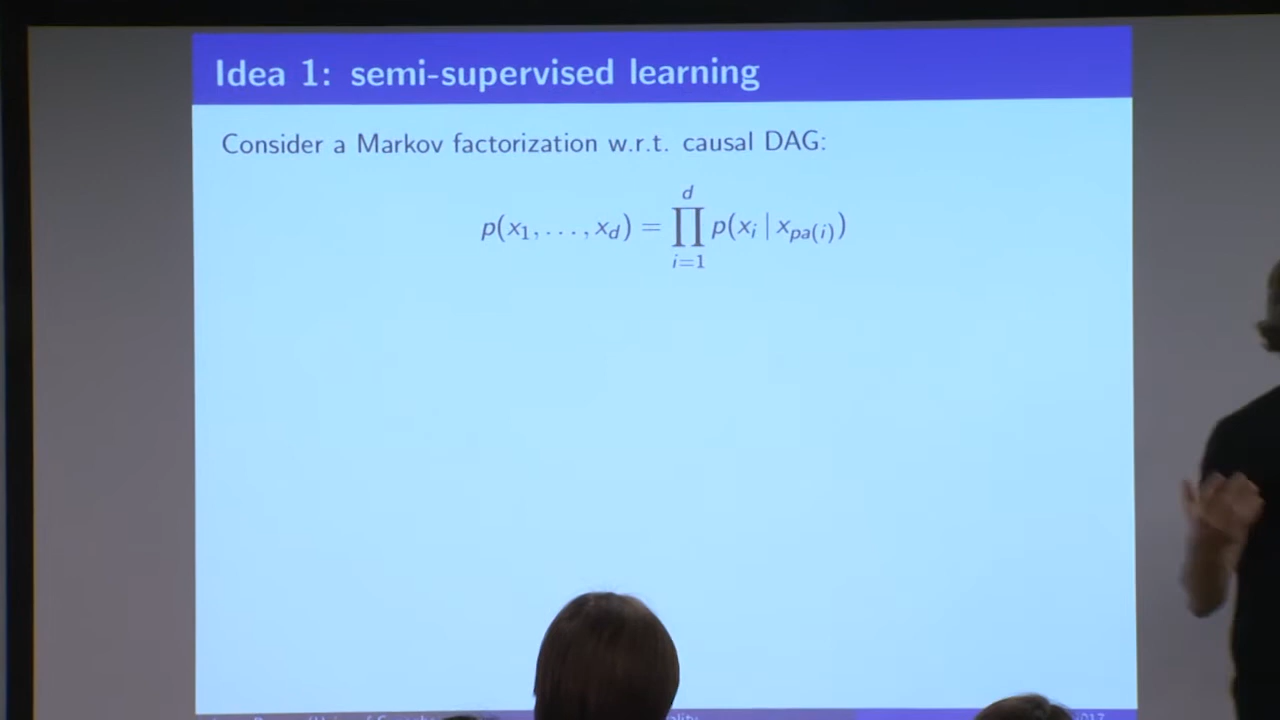 Idea 1: semi-supervised learning
Consider a Markov factorization w.r.t. causal DAG:
p(x_1, ..., x_d) = ∏_{i=1}^{d} p(x_i | x_{pa(i)})